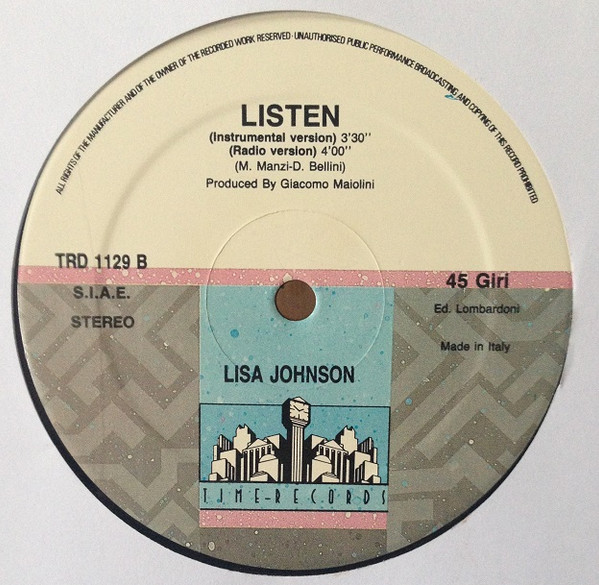 ALL RIGHTS OF THE MANUFACTURER AND OF THE OWNER OF THE RECORDED WORK RESERVED · UNAUTHORISED PUBLIC PERFORMANCE BROADCASTING AND COPYING OF THIS RECORD PROHIBITED
LISTEN
(Instrumental version) 3'30''
(Radio version) 4'00''
(M. Manzi-D. Bellini)
Produced By Giacomo Maiolini
TRD 1129 B
S.I.A.E.
STEREO
45 Giri
Ed. Lombardoni
Made in Italy
LISA JOHNSON
TIME-RECORDS